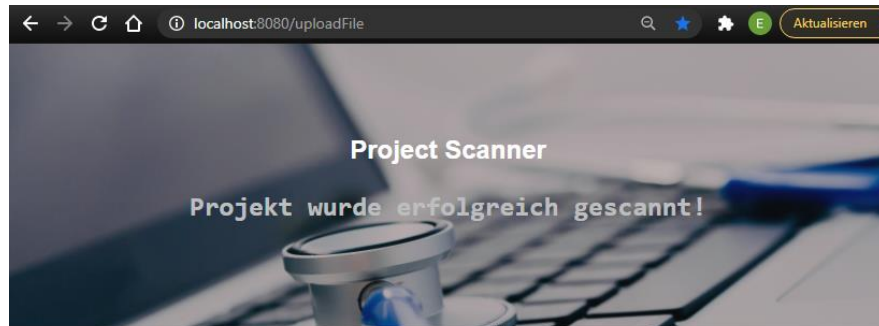 localhost:8080/uploadFile
E
Aktualisieren
Project Scanner
Projekt wurde erfolgreich gescannt!